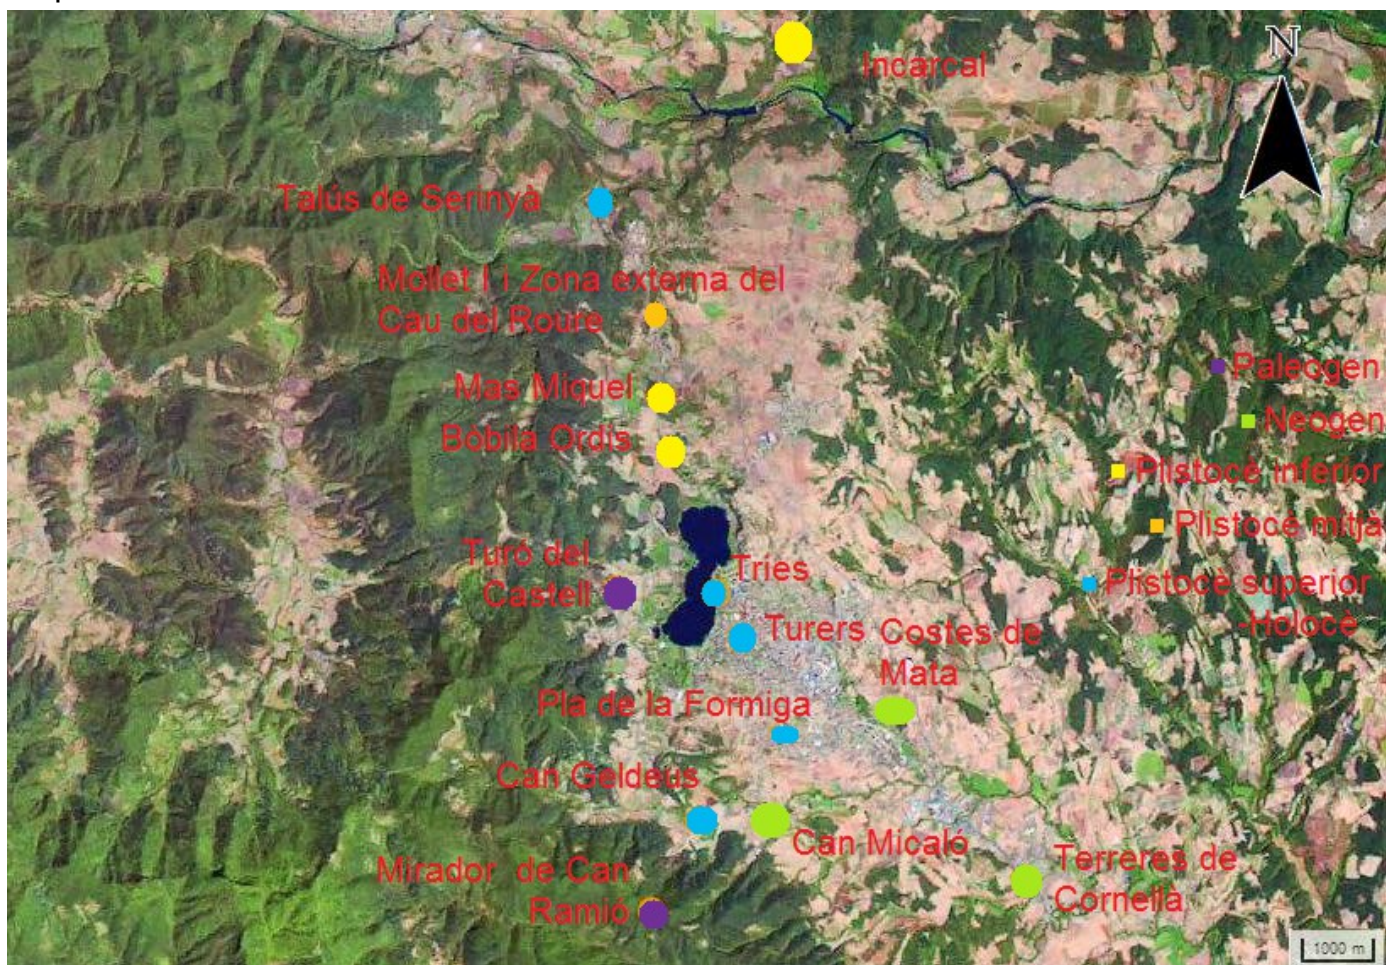 N
Incarcal
Talús de Serinyà
Mollet I i Zona externa del
Cau del Roure
Mas Miquel
Bòbila Ordis
Paleogen
Neogen
Plistocè inferior
Plistocè mitjà
Plistocè superior
-Holocè
Turó del
Castell
Tries
Turers
Costes de
Mata
Pla de la Formiga
Can Geldeus
Can Micaló
Terreres de
Cornellà
Mirador de Can
Ramió
1000 m